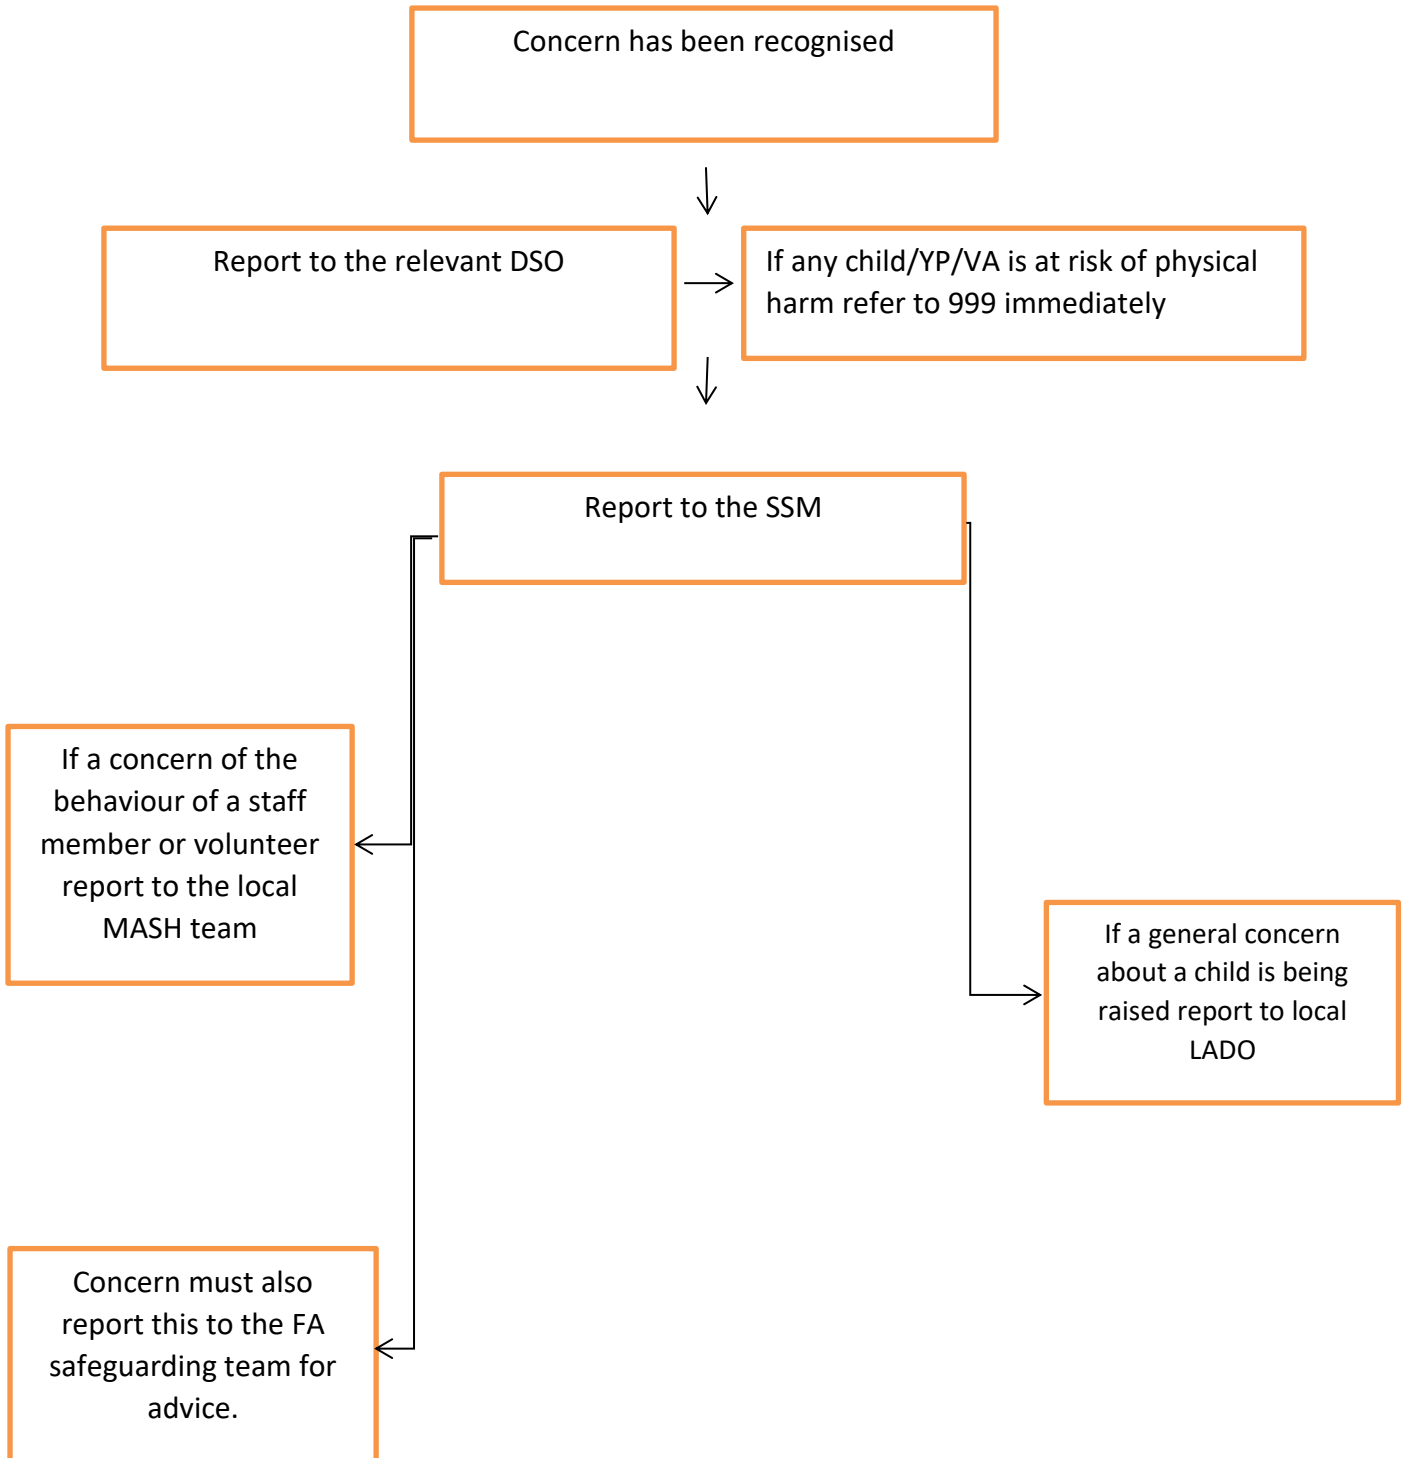 Concern has been recognised
Report to the relevant DSO
If any child/YP/VA is at risk of physical
harm refer to 999 immediately
Report to the SSM
If a concern of the
behaviour of a staff
member or volunteer
report to the local
MASH team
If a general concern
about a child is being
raised report to local
LADO
Concern must also
report this to the FA
safeguarding team for
advice.